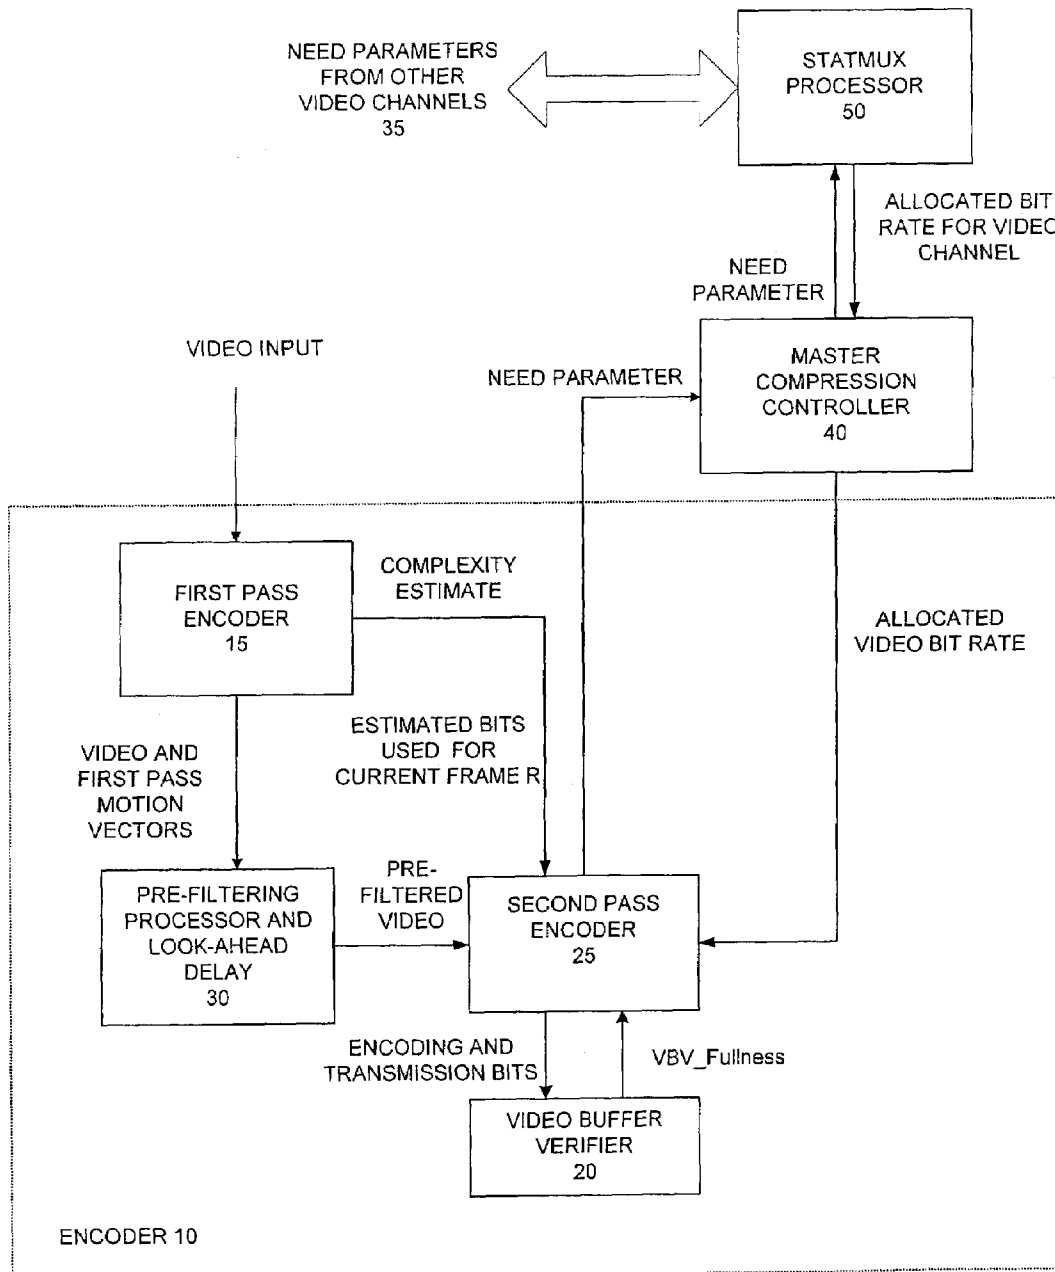 NEED PARAMETERS
FROM OTHER
VIDEO CHANNELS
35
STATMUX
PROCESSOR
50
ALLOCATED BIT
RATE FOR VIDEO
CHANNEL
NEED
PARAMETER
VIDEO INPUT
NEED PARAMETER
MASTER
COMPRESSION
CONTROLLER
40
FIRST PASS
ENCODER
15
COMPLEXITY
ESTIMATE
ALLOCATED
VIDEO BIT RATE
ESTIMATED BITS
USED FOR
CURRENT FRAME R
VIDEO AND
FIRST PASS
MOTION
VECTORS
PRE-FILTERING
PROCESSOR AND
LOOK-AHEAD
DELAY
30
PRE-
FILTERED
VIDEO
SECOND PASS
ENCODER
25
ENCODING AND
TRANSMISSION BITS
VBV_Fullness
VIDEO BUFFER
VERIFIER
20
ENCODER 10